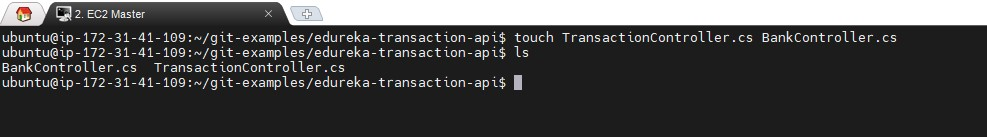 2. EC2 Master
ubuntu@ip-172-31-41-109:~/git-examples/edureka-transaction-api$ touch TransactionController.cs BankController.cs
ubuntu@ip-172-31-41-109:~/git-examples/edureka-transaction-api$ ls
BankController.cs  TransactionController.cs
ubuntu@ip-172-31-41-109:~/git-examples/edureka-transaction-api$